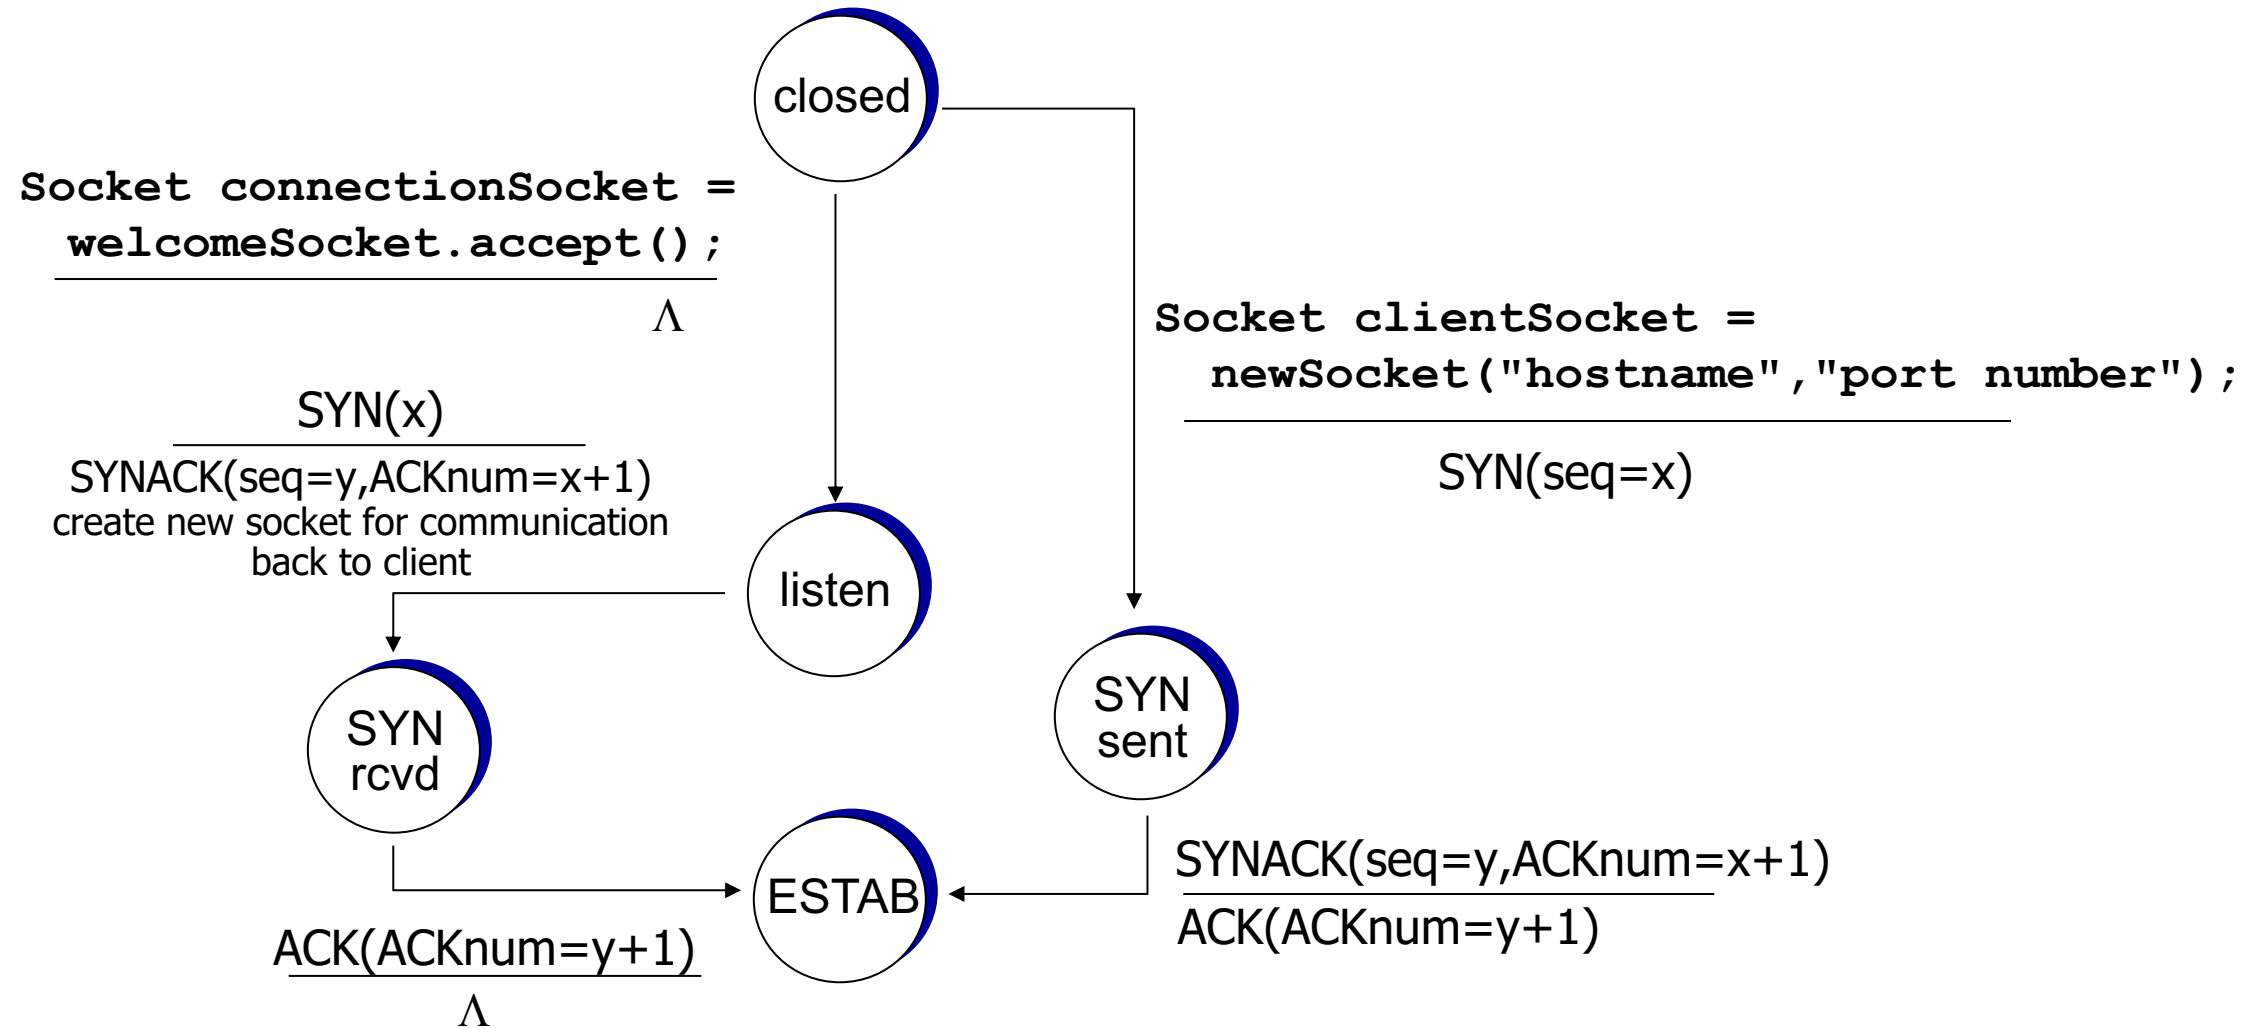 closed
Socket connectionSocket =
welcomeSocket.accept();
Λ
Socket clientSocket =
newSocket("hostname","port number");
SYN(seq=x)
SYN(x)
SYNACK(seq=y,ACKnum=x+1)
create new socket for communication
back to client
listen
SYN
rcvd
SYN
sent
ESTAB
SYNACK(seq=y,ACKnum=x+1)
ACK(ACKnum=y+1)
ACK(ACKnum=y+1)
Λ